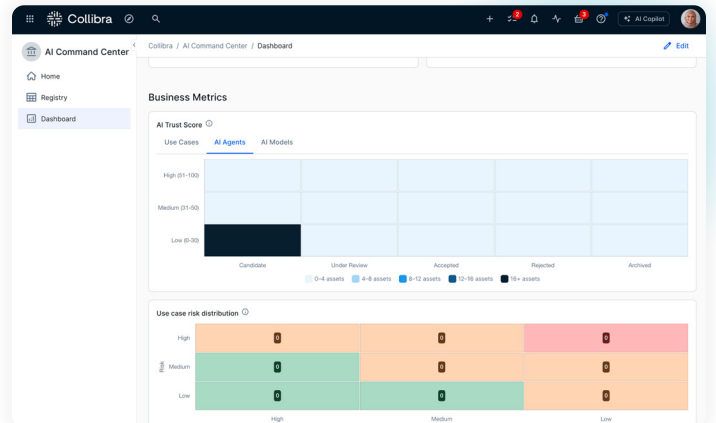 Collibra
2
3
AI Copilot
AI Command Center
Collibra / AI Command Center / Dashboard
Edit
Home
Registry
Dashboard
Business Metrics
AI Trust Score
Use Cases AI Agents AI Models
High (51-100)
Medium (31-50)
Low (0-30)
Candidate Under Review Accepted Rejected Archived
0-4 assets 4-8 assets 8-12 assets 12-16 assets 16+ assets
Use case risk distribution
Risk
High 0 0 0
Medium 0 0 0
Low 0 0 0
High Medium Low